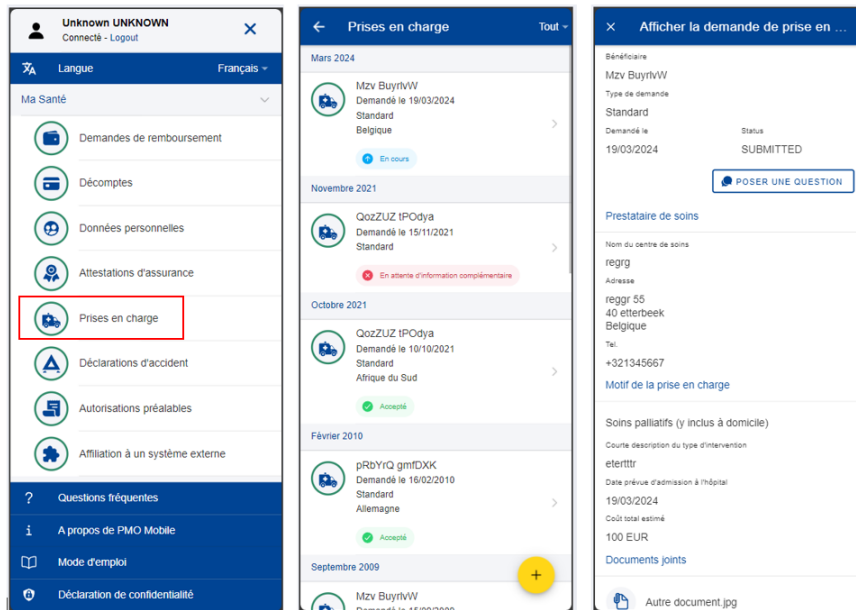 Unknown UNKNOWN
Connecté - Logout
Langue
Français
Ma Santé
Demandes de remboursement
Décomptes
Données personnelles
Attestations d'assurance
Prises en charge
Déclarations d'accident
Autorisations préalables
Affiliation à un système externe
Questions fréquentes
A propos de PMO Mobile
Mode d'emploi
Déclaration de confidentialité
Prises en charge
Tout
Mars 2024
Mzv BuyrlvW
Demandé le 19/03/2024
Standard
Belgique
En cours
Novembre 2021
QozZUZ tPOdya
Demandé le 15/11/2021
Standard
En attente d'information complémentaire
Octobre 2021
QozZUZ tPOdya
Demandé le 10/10/2021
Standard
Afrique du Sud
Accepté
Février 2010
pRbYrQ gmfDXK
Demandé le 16/02/2010
Standard
Allemagne
Accepté
Septembre 2009
Mzv BuyrlvW
Demandé le 15/09/2009
Afficher la demande de prise en ...
Bénéficiaire
Mzv BuyrlvW
Type de demande
Standard
Demandé le
Status
19/03/2024
SUBMITTED
POSER UNE QUESTION
Prestataire de soins
Nom du centre de soins
regrg
Adresse
reggr 55
40 etterbeek
Belgique
Tel.
+321345667
Motif de la prise en charge
Soins palliatifs (y inclus à domicile)
Courte description du type d'intervention
etertttr
Date prévue d'admission à l'hôpital
19/03/2024
Coût total estimé
100 EUR
Documents joints
Autre document.jpg